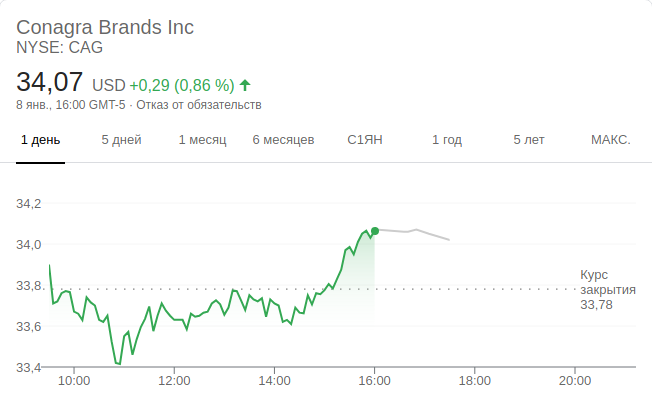 Conagra Brands Inc
NYSE: CAG
34,07 USD +0,29 (0,86 %)
8 янв., 16:00 GMT-5 · Отказ от обязательств
1 день 5 дней 1 месяц 6 месяцев С1ЯН 1 год 5 лет МАКС.
34,2
34,0
33,8
33,6
33,4
Курс
закрытия
33,78
10:00 12:00 14:00 16:00 18:00 20:00